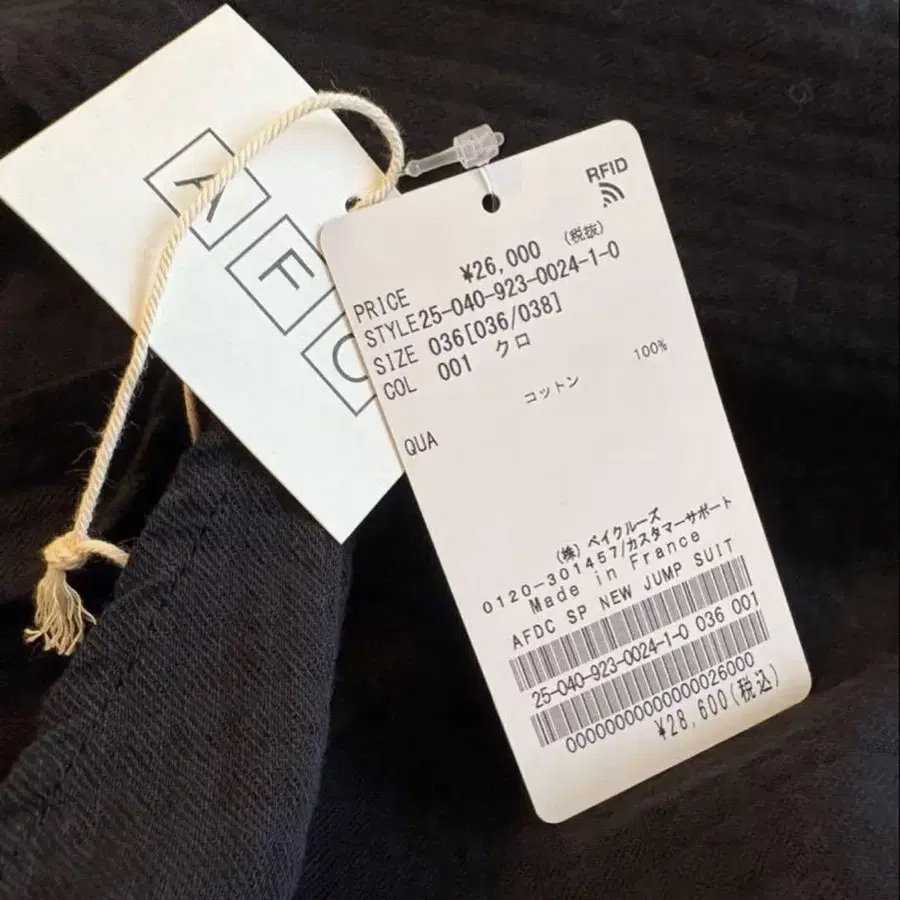 A F C
RFID
PRICE ¥26,000 (税抜)
STYLE25-040-923-0024-1-0
SIZE 036[036/038]
COL 001 クロ
コットン 100%
QUA
(株) ベイクルーズ
0120-301457/カスタマーサポート
Made in France
AFDC SP NEW JUMP SUIT
25-040-923-0024-1-0 036 001
¥28,600(税込)